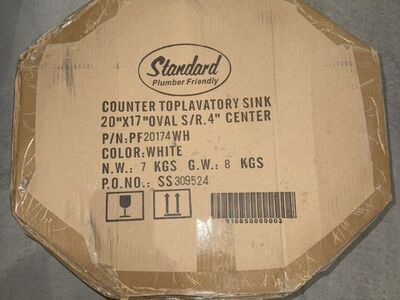 Standard
Plumber Friendly
COUNTER TOPLAVATORY SINK
20"X17"OVAL S/R.4" CENTER
P/N:PF20174WH
COLOR:WHITE
N.W.: 7 KGS G.W.: 8 KGS
P.O.NO.: SS309524
916050000003